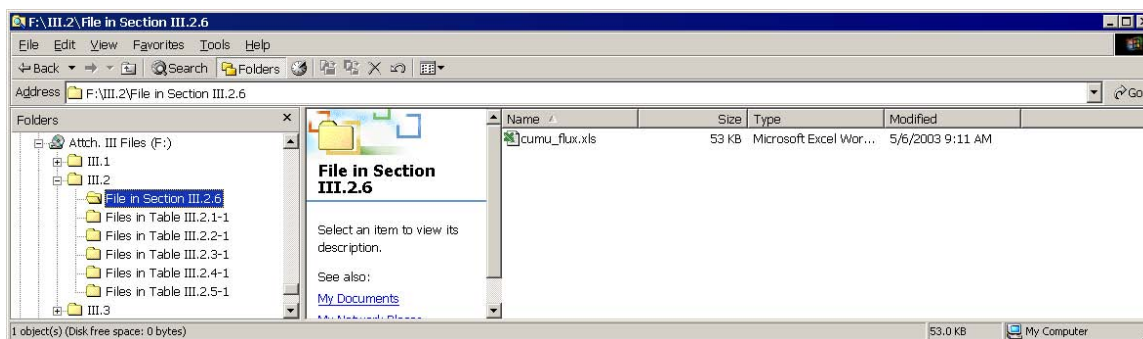 F:\III.2\File in Section III.2.6
File Edit View Favorites Tools Help
Back Search Folders
Address F:\III.2\File in Section III.2.6 Go
Folders
Attch. III Files (F:)
III.1
III.2
File in Section III.2.6
Files in Table III.2.1-1
Files in Table III.2.2-1
Files in Table III.2.3-1
Files in Table III.2.4-1
Files in Table III.2.5-1
III.3
File in Section
III.2.6
Select an item to view its
description.
See also:
My Documents
My Network Places
Name Size Type Modified
cumu_flux.xls 53 KB Microsoft Excel Wor... 5/6/2003 9:11 AM
1 object(s) (Disk free space: 0 bytes) 53.0 KB My Computer